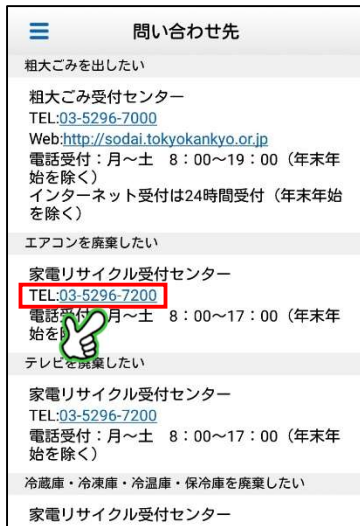 問い合わせ先
粗大ごみを出したい
粗大ごみ受付センター
TEL:03-5296-7000
Web:http://sodai.tokyokankyo.or.jp
電話受付：月～土　8：00～19：00（年末年
始を除く）
インターネット受付は24時間受付（年末年始
を除く）
エアコンを廃棄したい
家電リサイクル受付センター
TEL:03-5296-7200
電話受付：月～土　8：00～17：00（年末年
始を
テレビを廃棄したい
家電リサイクル受付センター
TEL:03-5296-7200
電話受付：月～土　8：00～17：00（年末年
始を除く）
冷蔵庫・冷凍庫・冷温庫・保冷庫を廃棄したい
家電リサイクル受付センター